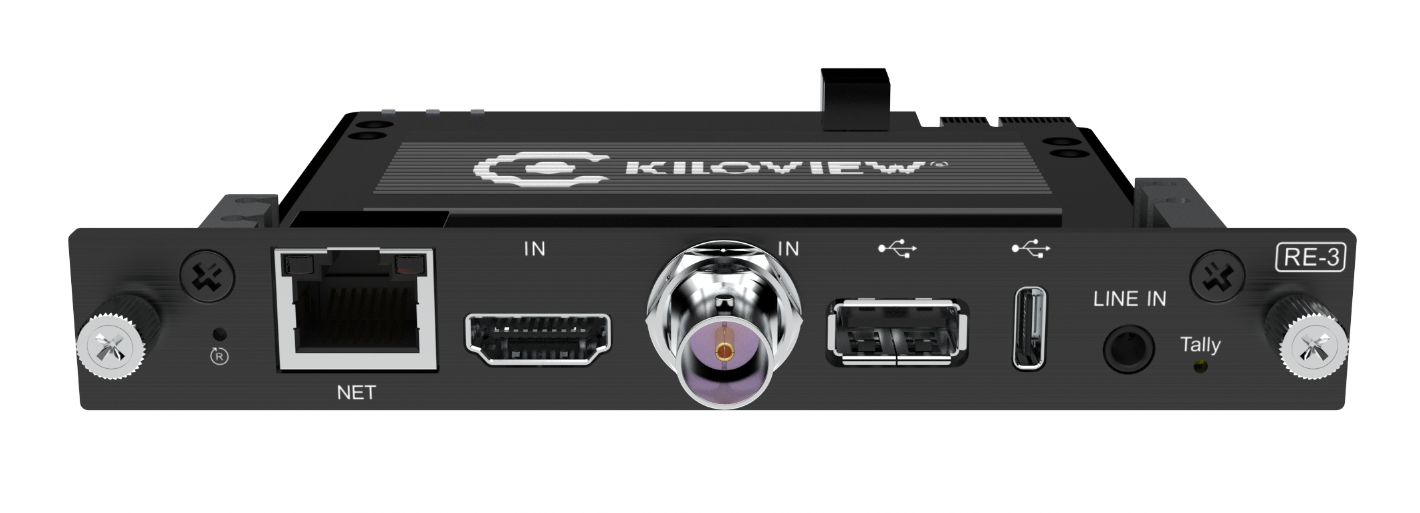 KILOVIEW®
IN
IN
RE-3
LINE IN
Tally
R
NET